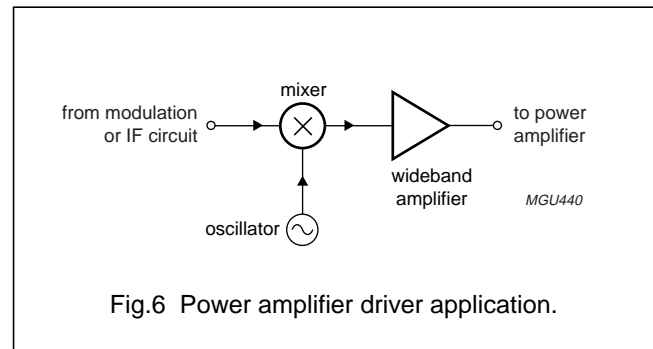 mixer
from modulation
or IF circuit
to power
amplifier
wideband
amplifier
MGU440
oscillator
Fig.6 Power amplifier driver application.